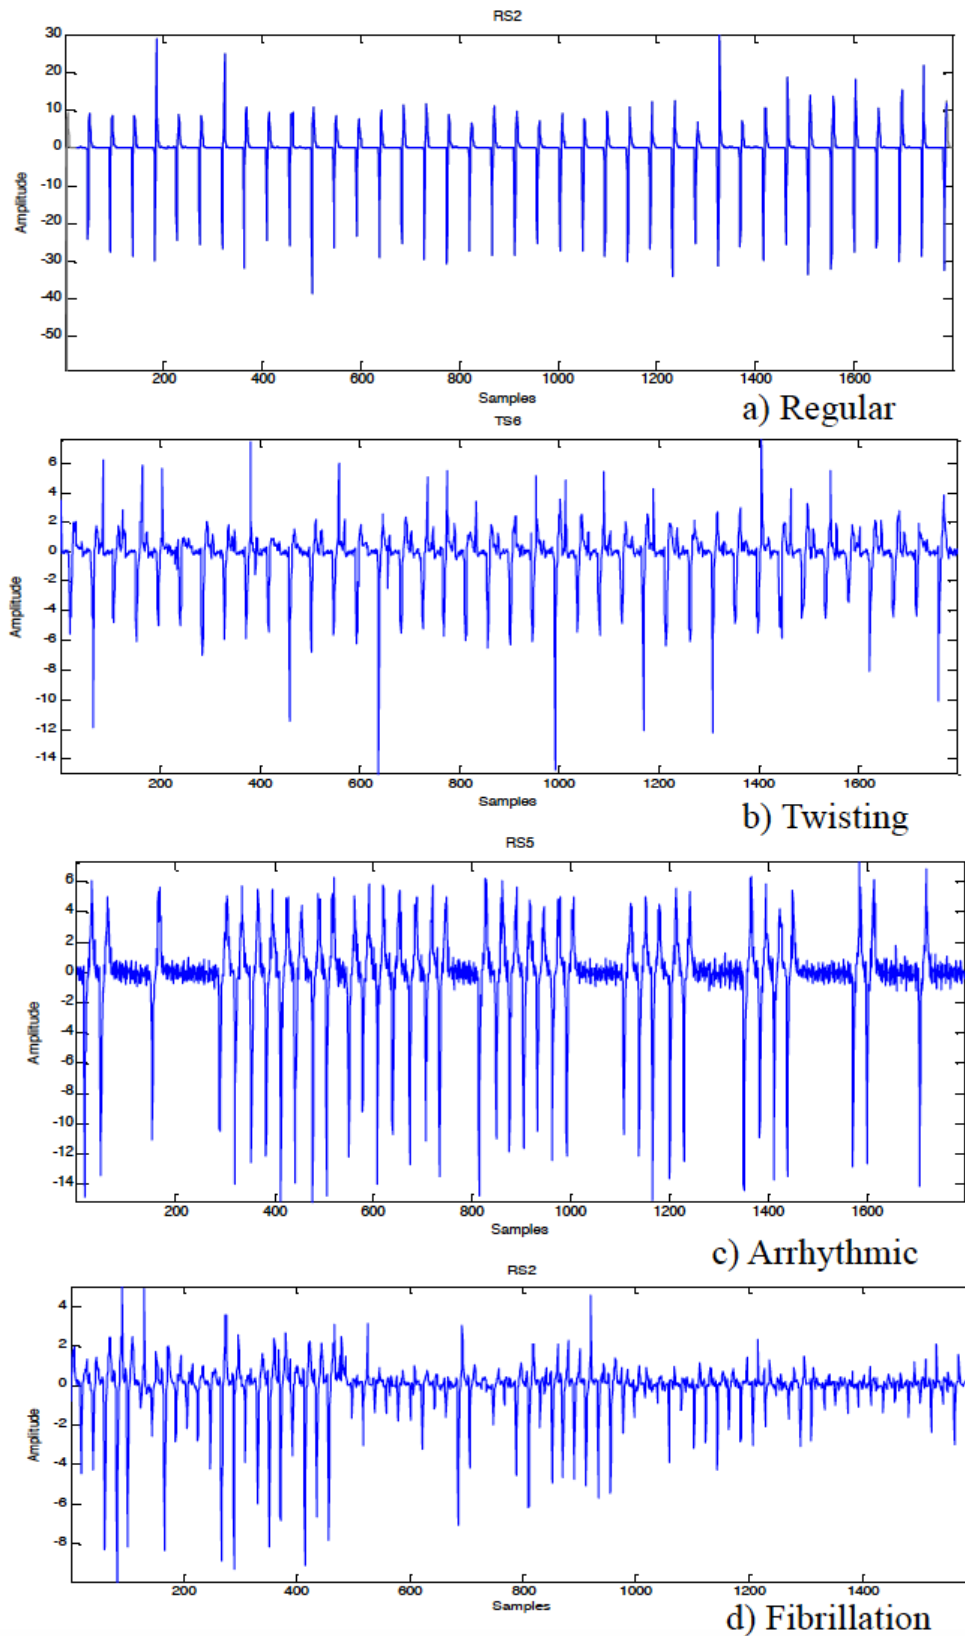 RS2
30
20
10
0
-10
-20
-30
-40
-50
Amplitude
200 400 600 800 1000 1200 1400 1600
Samples
a) Regular
TS6
6
4
2
0
-2
-4
-6
-8
-10
-12
-14
Amplitude
200 400 600 800 1000 1200 1400 1600
Samples
b) Twisting
RS5
6
4
2
0
-2
-4
-6
-8
-10
-12
-14
Amplitude
200 400 600 800 1000 1200 1400 1600
Samples
c) Arrhythmic
RS2
4
2
0
-2
-4
-6
-8
Amplitude
200 400 600 800 1000 1200 1400
Samples
d) Fibrillation